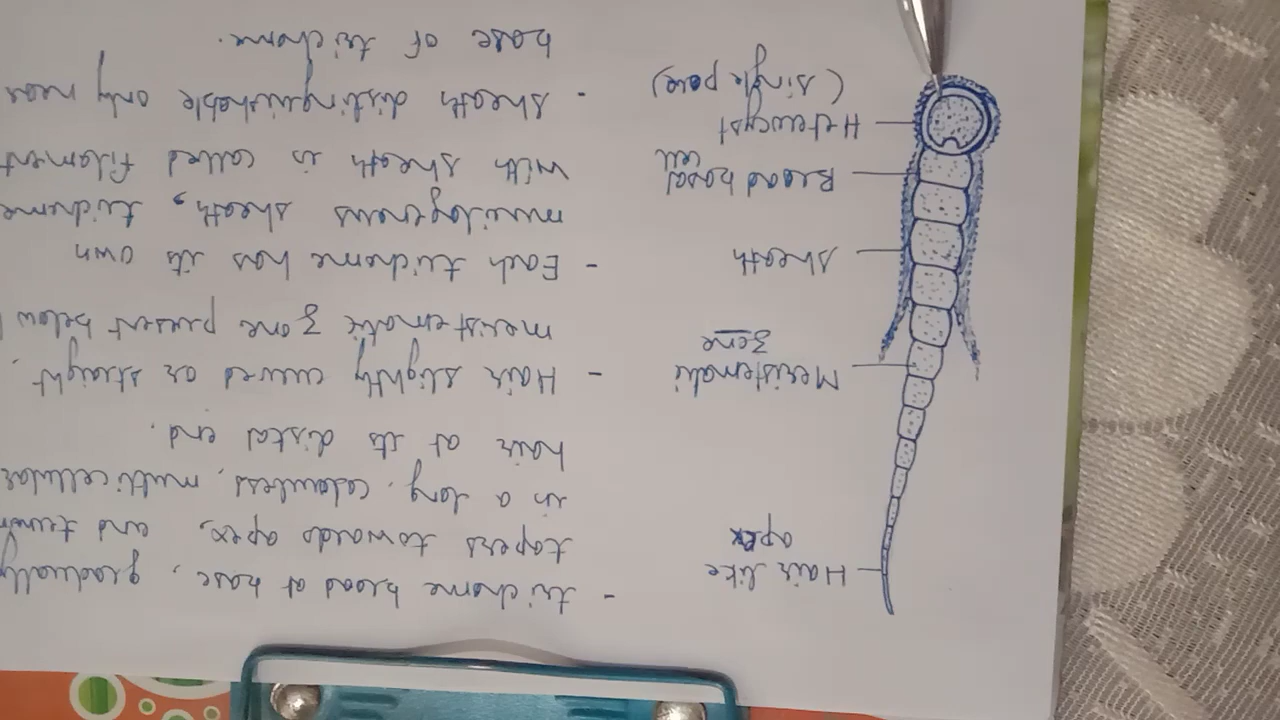 - trichome broad at base, gradually
tapers towards apex, and
in a long, colourless, multicellular
hair at its distal end.
- Hair slightly curved or straight.
meristematic zone present below
- Each trichome has its own
mucilagenous sheath, trichome
with sheath is called filament
- sheath distinguishable only near
base of trichome.
Hair like
apex
Meristematic
zone
sheath
Broad basal
cell
Heterocyst
(single pore)